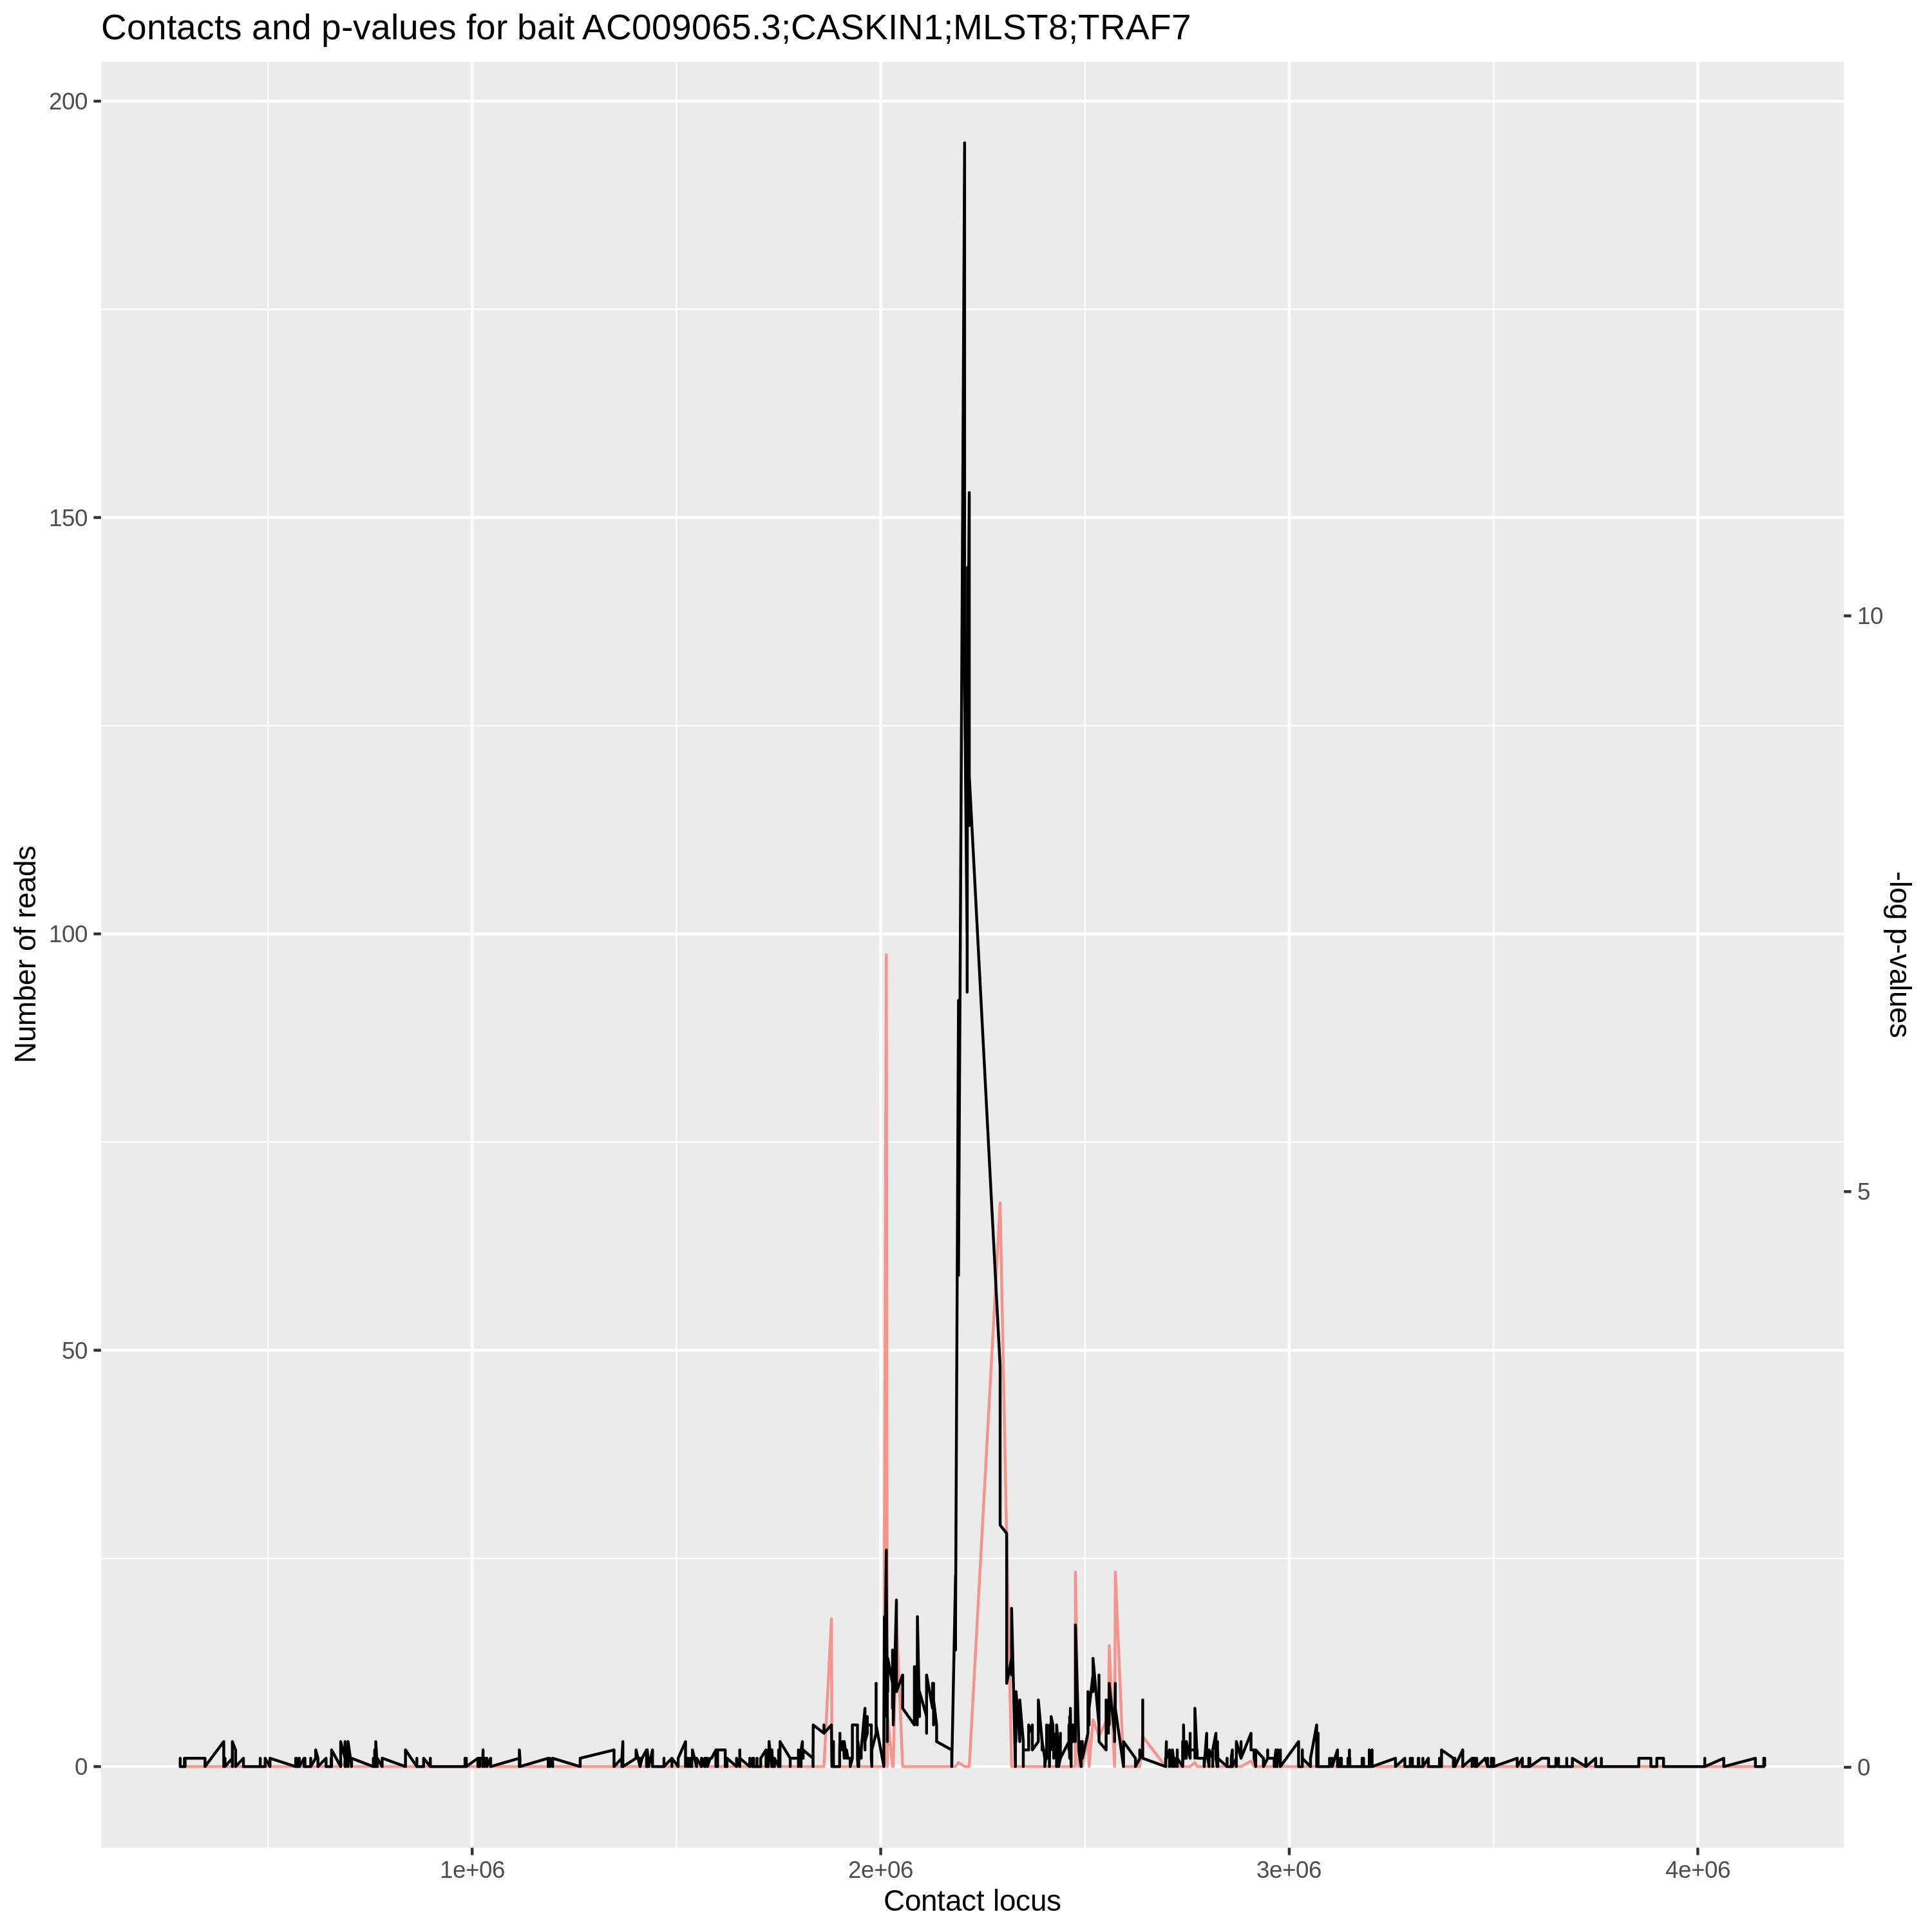 Contacts and p-values for bait AC009065.3;CASKIN1;MLST8;TRAF7
200
150
100
50
0
Number of reads
10
5
0
-log p-values
1e+06
2e+06
3e+06
4e+06
Contact locus